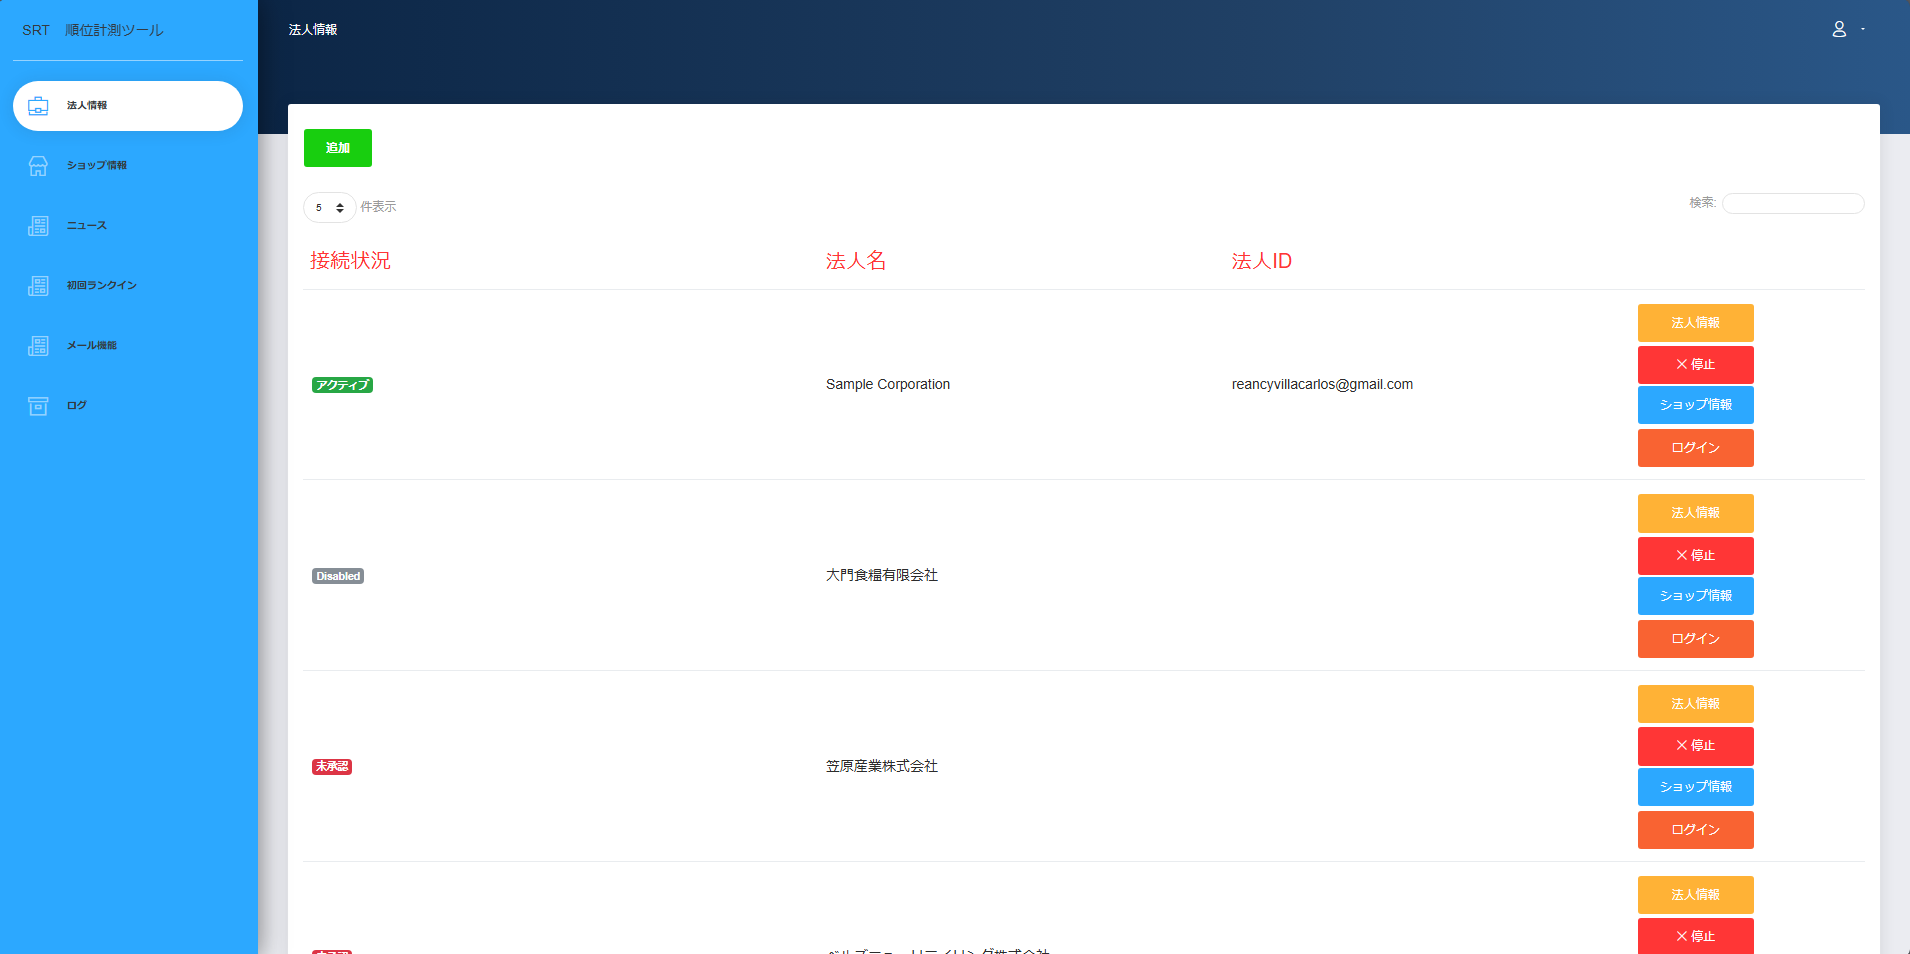 SRT 順位計測ツール
法人情報
法人情報
ショップ情報
ニュース
初回ランクイン
メール機能
ログ
追加
5 件表示
検索:
接続状況 法人名 法人ID
アクティブ Sample Corporation reancyvillacarlos@gmail.com
法人情報
× 停止
ショップ情報
ログイン
Disabled 大門食糧有限会社
法人情報
× 停止
ショップ情報
ログイン
未承認 笠原産業株式会社
法人情報
× 停止
ショップ情報
ログイン
法人情報
× 停止